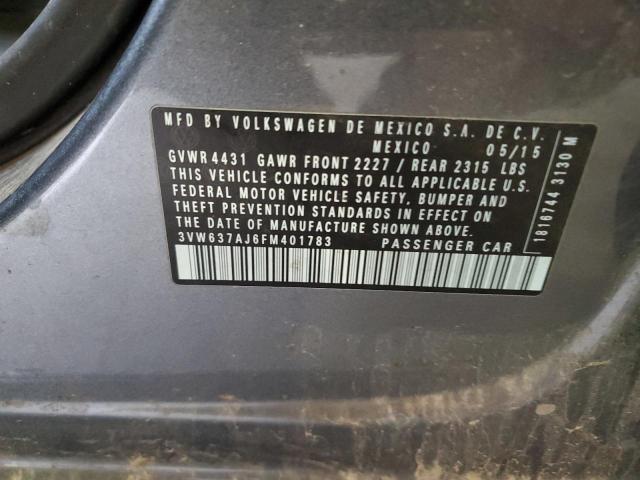 MFD BY VOLKSWAGEN DE MEXICO S.A. DE C.V.
MEXICO 05/15
GVWR 4431 GAWR FRONT 2227 / REAR 2315 LBS
THIS VEHICLE CONFORMS TO ALL APPLICABLE U.S.
FEDERAL MOTOR VEHICLE SAFETY, BUMPER AND
THEFT PREVENTION STANDARDS IN EFFECT ON
THE DATE OF MANUFACTURE SHOWN ABOVE.
3VW637AJ6FM401783 PASSENGER CAR
1816744 3130 M